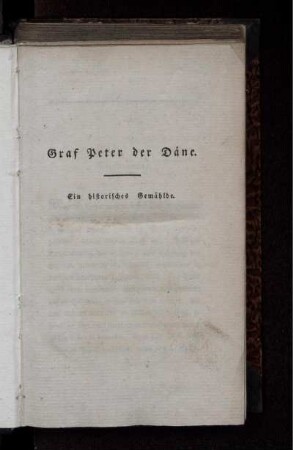 Graf Peter der Däne.
Ein historisches Gemählde.